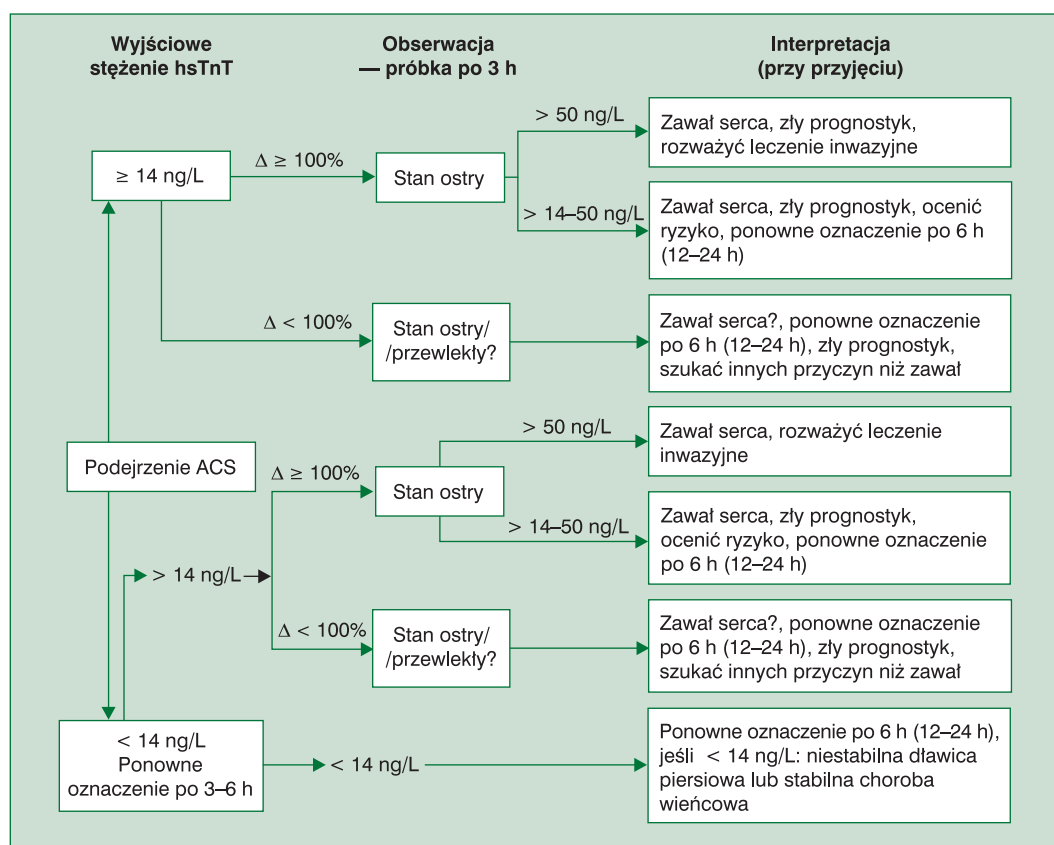 Wyjściowe
stężenie hsTnT
Obserwacja
— próbka po 3 h
Interpretacja
(przy przyjęciu)
≥ 14 ng/L
Δ ≥ 100%
Stan ostry
> 50 ng/L
Zawał serca, zły prognostyk,
rozważyć leczenie inwazyjne
> 14–50 ng/L
Zawał serca, zły prognostyk, ocenić
ryzyko, ponowne oznaczenie po 6 h
(12–24 h)
Δ < 100%
Stan ostry/
/przewlekły?
Zawał serca?, ponowne oznaczenie
po 6 h (12–24 h), zły prognostyk,
szukać innych przyczyn niż zawał
Podejrzenie ACS
> 14 ng/L
Δ ≥ 100%
Stan ostry
> 50 ng/L
Zawał serca, rozważyć leczenie
inwazyjne
> 14–50 ng/L
Zawał serca, zły prognostyk,
ocenić ryzyko, ponowne oznaczenie
po 6 h (12–24 h)
Δ < 100%
Stan ostry/
/przewlekły?
Zawał serca?, ponowne oznaczenie
po 6 h (12–24 h), zły prognostyk,
szukać innych przyczyn niż zawał
< 14 ng/L
Ponowne
oznaczenie po 3–6 h
< 14 ng/L
Ponowne oznaczenie po 6 h (12–24 h),
jeśli < 14 ng/L: niestabilna dławica
piersiowa lub stabilna choroba
wieńcowa